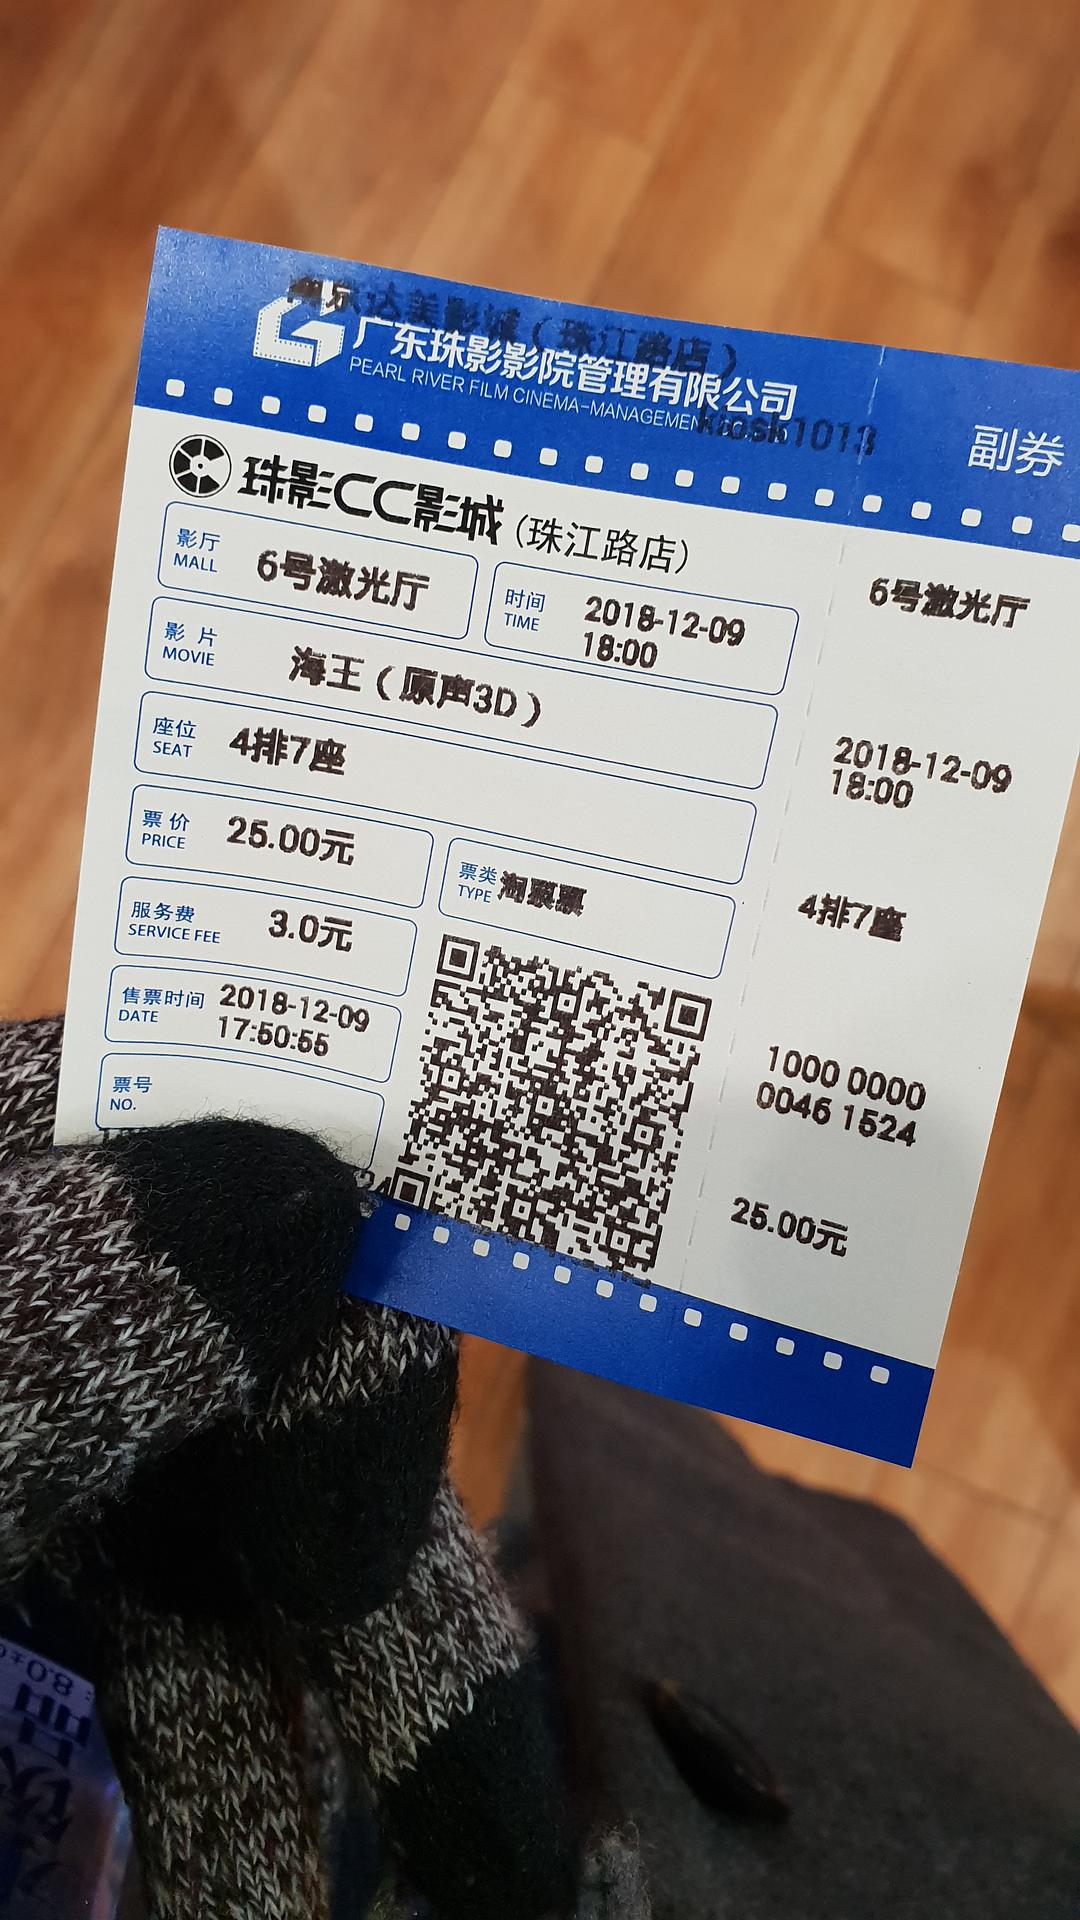 京达美影城（珠江路店）
广东珠影影院管理有限公司
PEARL RIVER FILM CINEMA-MANAGEMEN
kiosk1013
副券
珠影CC影城（珠江路店）
影厅
MALL
6号激光厅
时间
TIME
2018-12-09
18:00
影片
MOVIE
海王（原声3D）
座位
SEAT
4排7座
票价
PRICE
25.00元
票类
TYPE
淘票票
服务费
SERVICE FEE
3.0元
售票时间
DATE
2018-12-09
17:50:55
票号
NO.
24
6号激光厅
2018-12-09
18:00
4排7座
1000 0000
0046 1524
25.00元